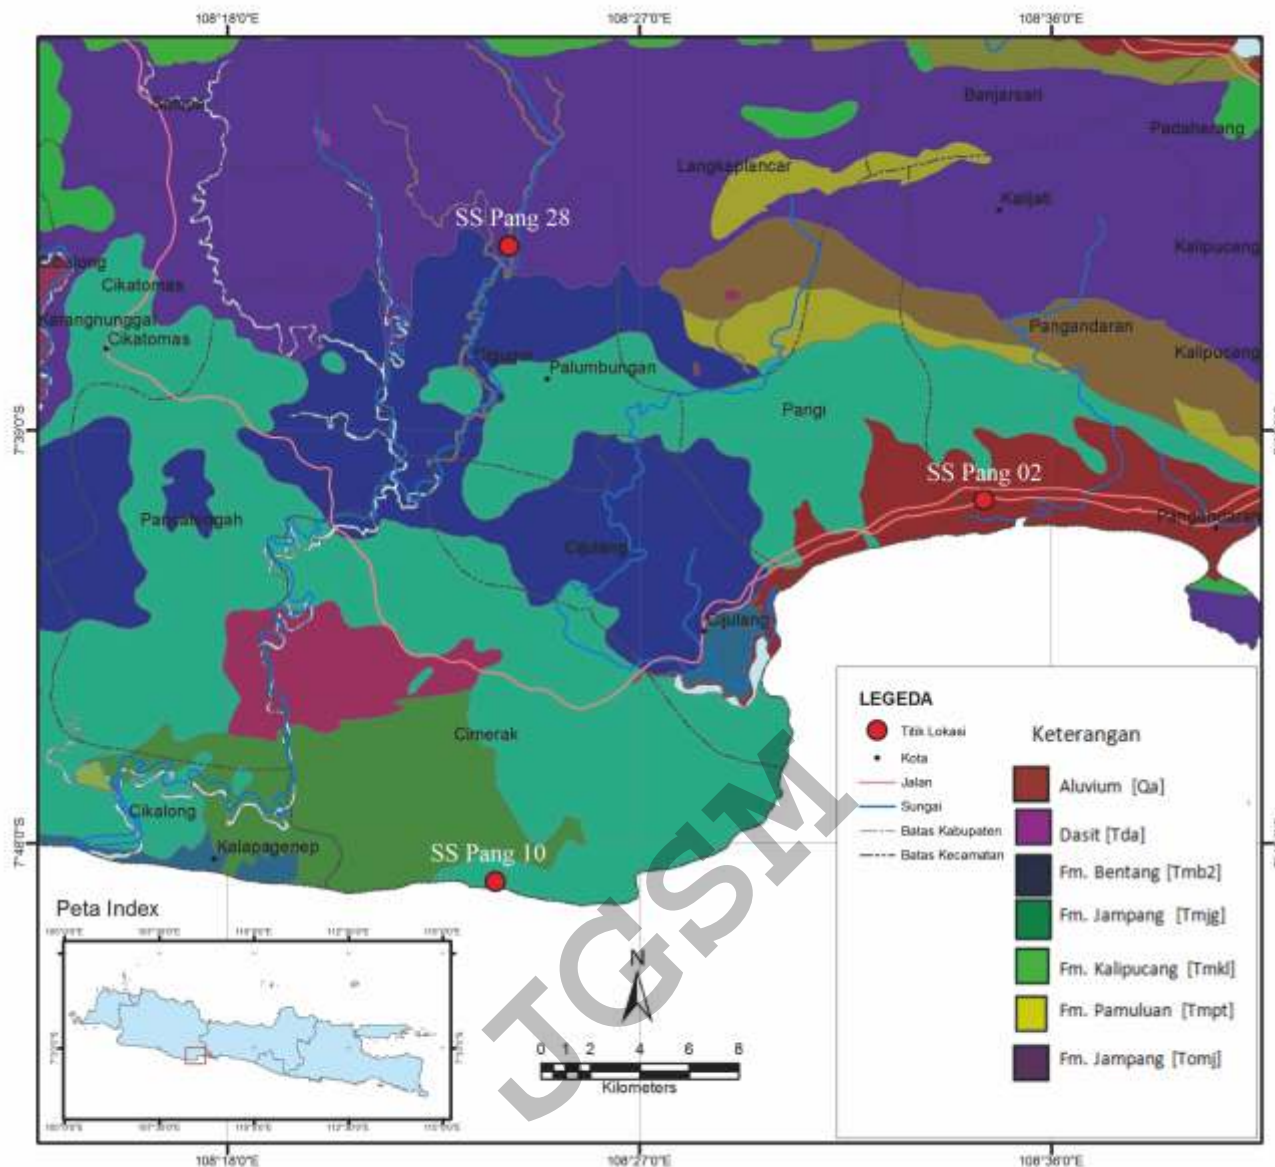 108°18'0"E 108°27'0"E 108°36'0"E
Banjarsari
Padaherang
Langkaplancar
Kalijati
SS Pang 28
Kalipucang
Cikatomas
Karangnunggal
Cikatomas
Pangandaran
Kalipucang
Palumbungan
Pangi
7°39'0"S
SS Pang 02
Pancatengah
Pangandaran
Cijulang
Cijulang
Cimerak
Cikalong
Kalapagenep
7°48'0"S
SS Pang 10
LEGEDA
Titik Lokasi
Kota
Jalan
Sungai
Batas Kabupaten
Batas Kecamatan
Keterangan
Aluvium [Qa]
Dasit [Tda]
Fm. Bentang [Tmb2]
Fm. Jampang [Tmjg]
Fm. Kalipucang [Tmkl]
Fm. Pamuluan [Tmpt]
Fm. Jampang [Tomj]
Peta Index
N
0 1 2 4 6 8
Kilometers
JGSM
108°18'0"E 108°27'0"E 108°36'0"E